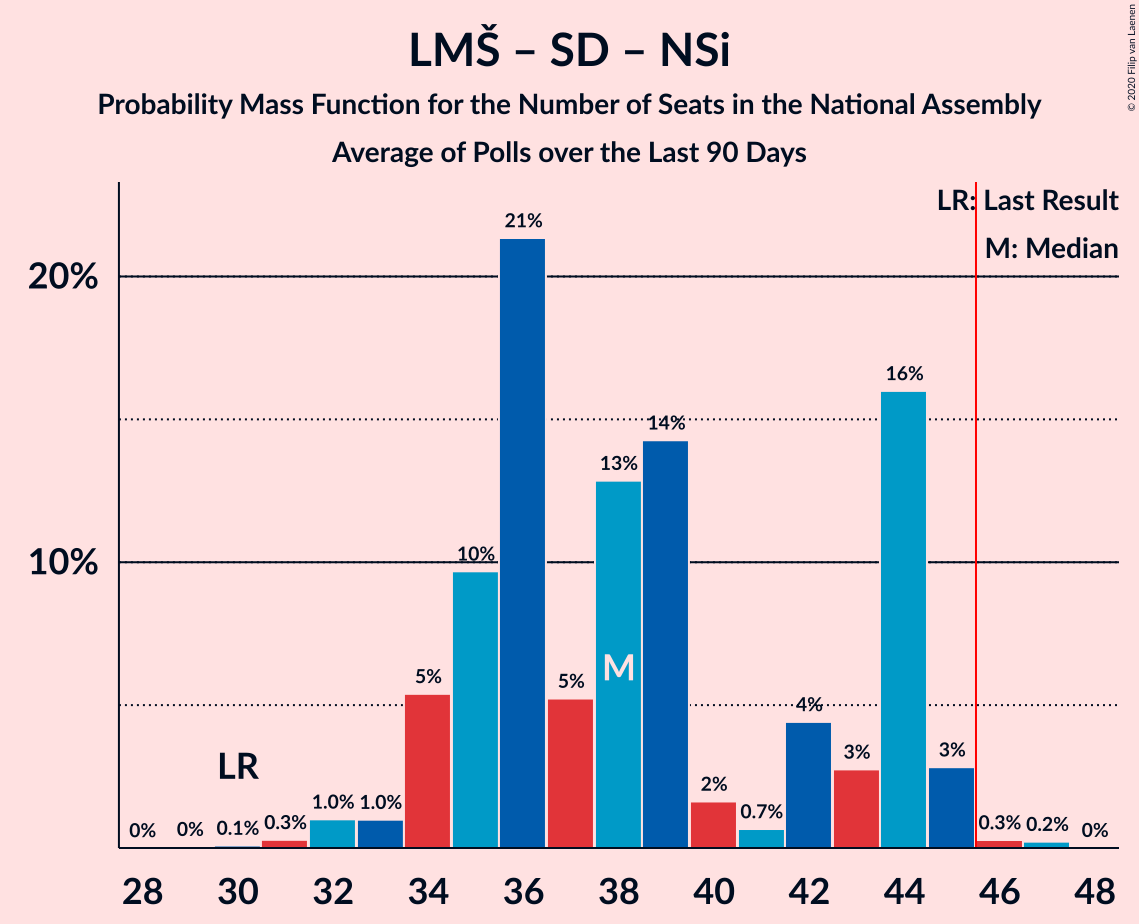 LMŠ – SD – NSi
Probability Mass Function for the Number of Seats in the National Assembly
Average of Polls over the Last 90 Days
© 2020 Filip van Laenen
LR: Last Result
M: Median
20%
10%
0%
0%
0.1%
0.3%
1.0%
1.0%
5%
10%
21%
5%
13%
14%
2%
0.7%
4%
3%
16%
3%
0.3%
0.2%
0%
LR
M
28 30 32 34 36 38 40 42 44 46 48